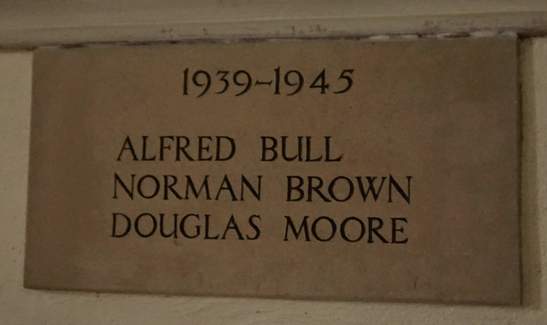 1939-1945
ALFRED BULL
NORMAN BROWN
DOUGLAS MOORE